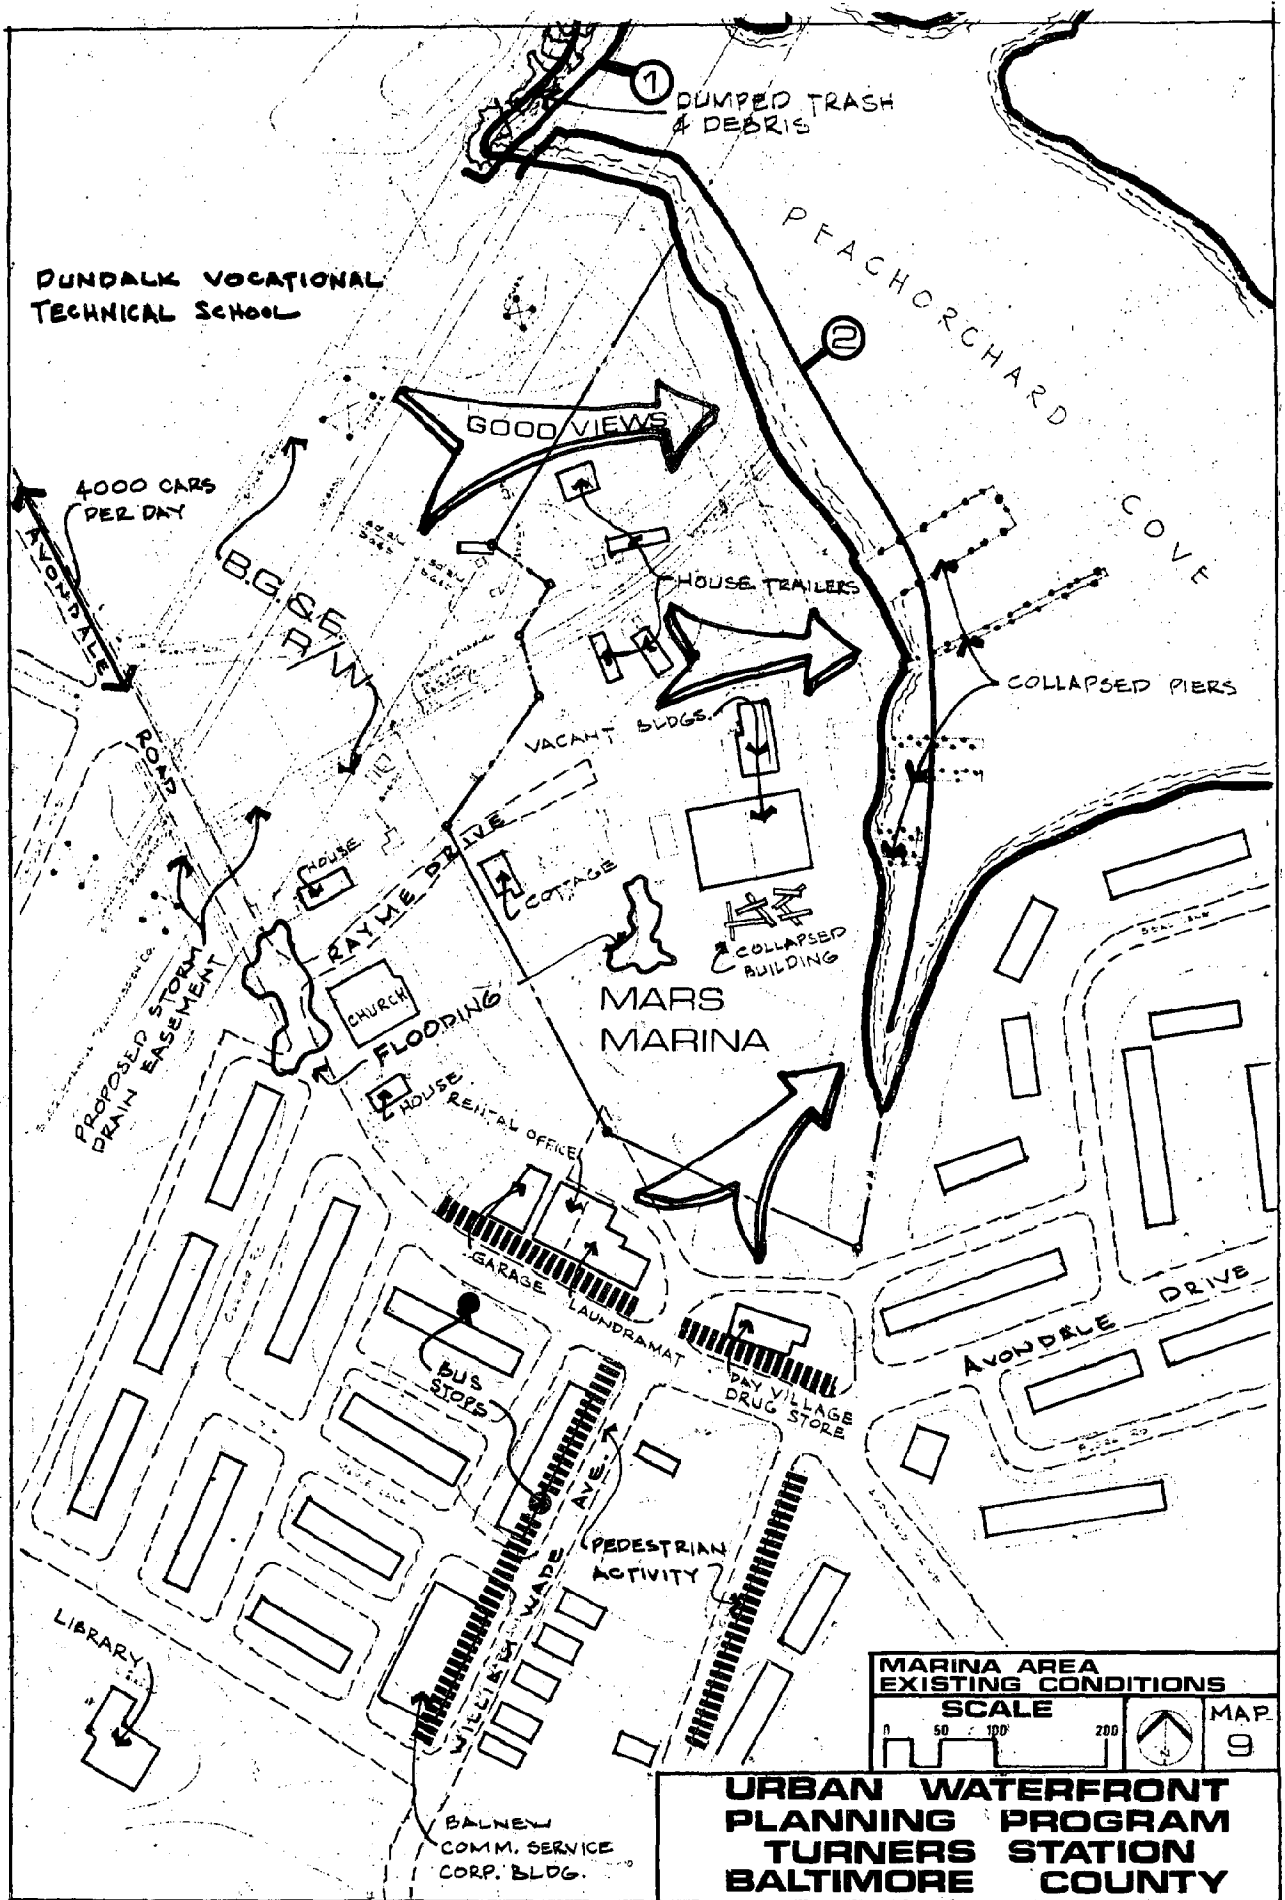 1
DUMPED TRASH
& DEBRIS
PEACHORCHARD
COVE
DUNDALK VOCATIONAL
TECHNICAL SCHOOL
2
GOOD VIEWS
4000 CARS
PER DAY
AVONDALE
ROAD
B.G.&E.
R/W
HOUSE TRAILERS
COLLAPSED PIERS
VACANT BLDGS.
HOUSE
RAYME DRIVE
COTTAGE
COLLAPSED
BUILDING
CHURCH
FLOODING
MARS
MARINA
PROPOSED STORM
DRAIN EASEMENT
HOUSE
RENTAL OFFICE
GARAGE
LAUNDRAMAT
BUS
STOPS
DAY VILLAGE
DRUG STORE
AVONDALE DRIVE
WILLIAM WADE AVE.
PEDESTRIAN
ACTIVITY
LIBRARY
BALNEW
COMM. SERVICE
CORP. BLDG.
MARINA AREA
EXISTING CONDITIONS
SCALE
0 50 100' 200
N
MAP
9
URBAN WATERFRONT
PLANNING PROGRAM
TURNERS STATION
BALTIMORE COUNTY